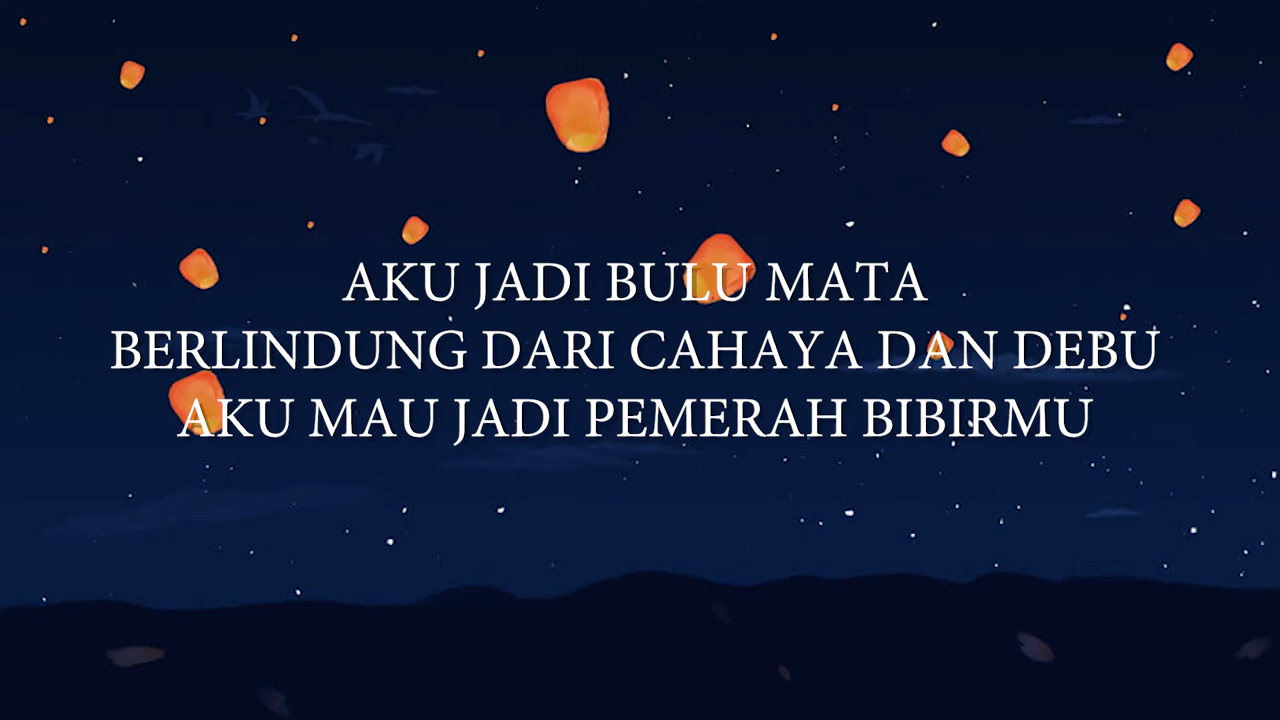 AKU JADI BULU MATA
BERLINDUNG DARI CAHAYA DAN DEBU
AKU MAU JADI PEMERAH BIBIRMU